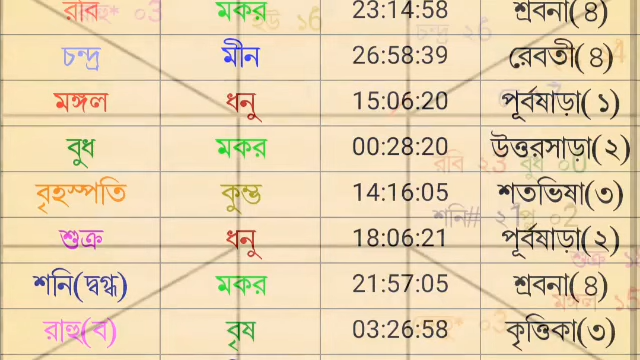 রবি মকর 23:14:58 শ্রবনা(৪)
চন্দ্র মীন 26:58:39 রেবতী(৪)
মঙ্গল ধনু 15:06:20 পূর্বষাড়া(১)
বুধ মকর 00:28:20 উত্তরসাড়া(২)
বৃহস্পতি কুম্ভ 14:16:05 শতভিষা(৩)
শুক্র ধনু 18:06:21 পূর্বষাড়া(২)
শনি(দ্বগ্ধ) মকর 21:57:05 শ্রবনা(৪)
রাহু(ব) বৃষ 03:26:58 কৃত্তিকা(৩)